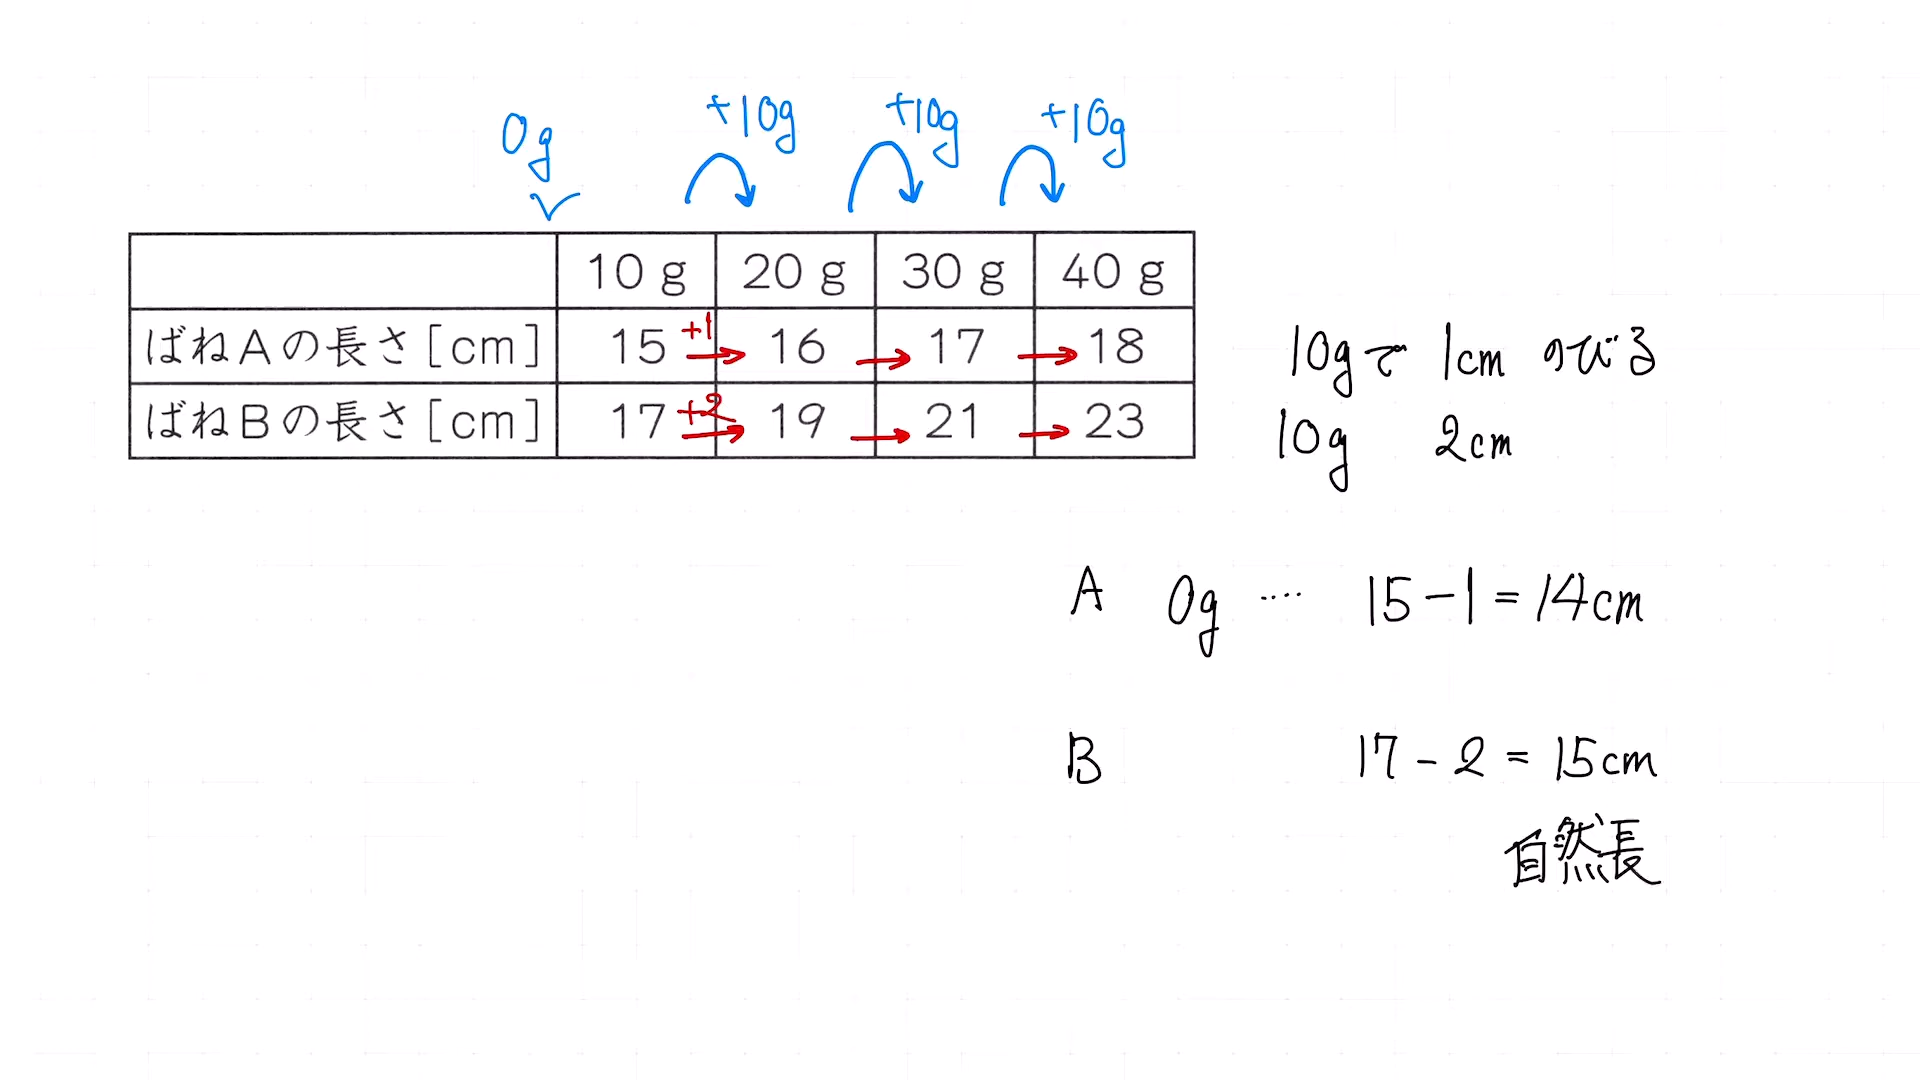 0g +10g +10g +10g
10 g 20 g 30 g 40 g
ばねAの長さ[cm] 15 +1 16 17 18
ばねBの長さ[cm] 17 +2 19 21 23
10gで 1cm のびる
10g 2cm
A 0g ‥‥ 15-1=14cm
B 17-2=15cm
自然長